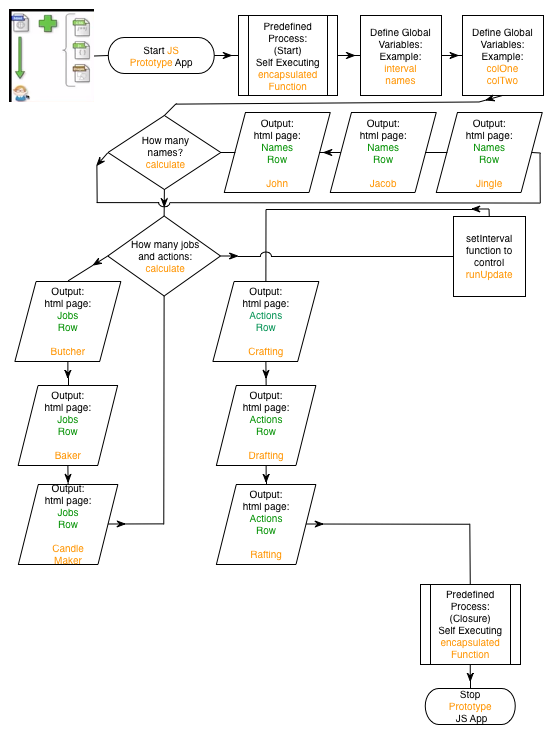 Start JS
Prototype App
Predefined
Process:
(Start)
Self Executing
encapsulated
Function
Define Global
Variables:
Example:
interval
names
Define Global
Variables:
Example:
colOne
colTwo
How many
names?
calculate
Output:
html page:
Names
Row
John
Output:
html page:
Names
Row
Jacob
Output:
html page:
Names
Row
Jingle
How many jobs
and actions:
calculate
setInterval
function to
control
runUpdate
Output:
html page:
Jobs
Row
Butcher
Output:
html page:
Actions
Row
Crafting
Output:
html page:
Jobs
Row
Baker
Output:
html page:
Actions
Row
Drafting
Output:
html page:
Jobs
Row
Candle
Maker
Output:
html page:
Actions
Row
Rafting
Predefined
Process:
(Closure)
Self Executing
encapsulated
Function
Stop
Prototype
JS App